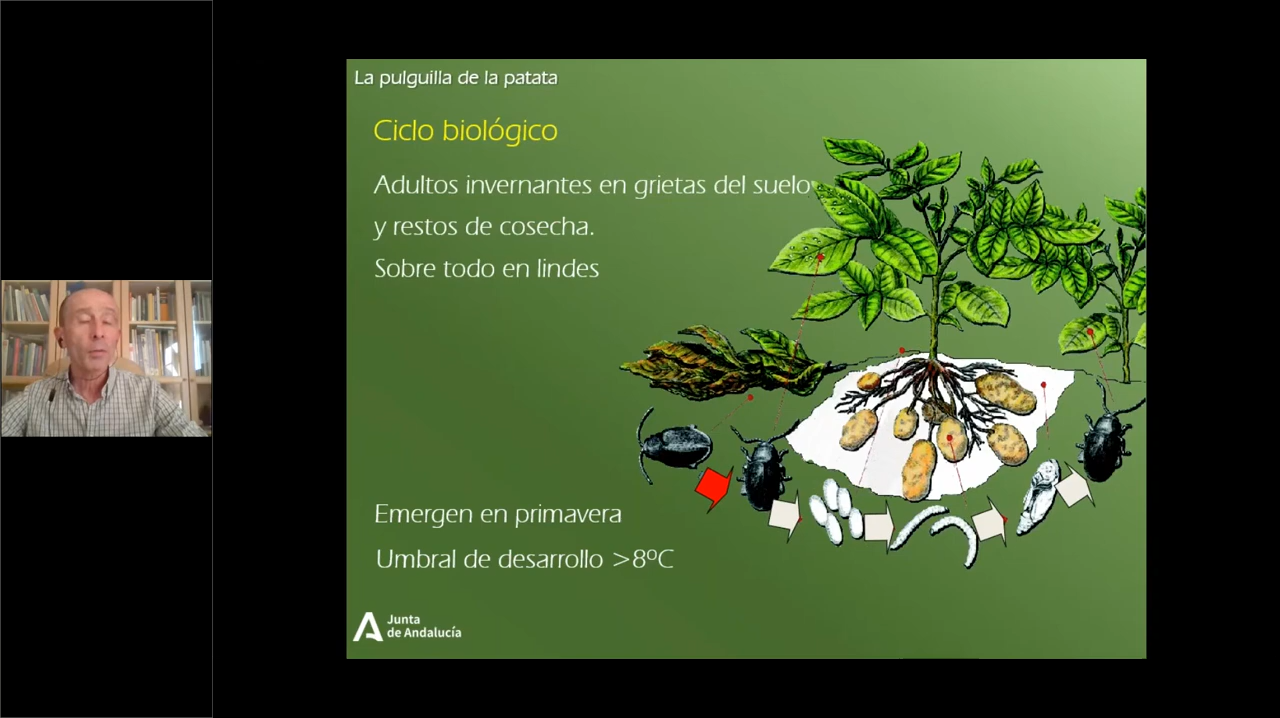 La pulguilla de la patata
Ciclo biológico
Adultos invernantes en grietas del suelo
y restos de cosecha.
Sobre todo en lindes
Emergen en primavera
Umbral de desarrollo >8ºC
Junta
de Andalucía